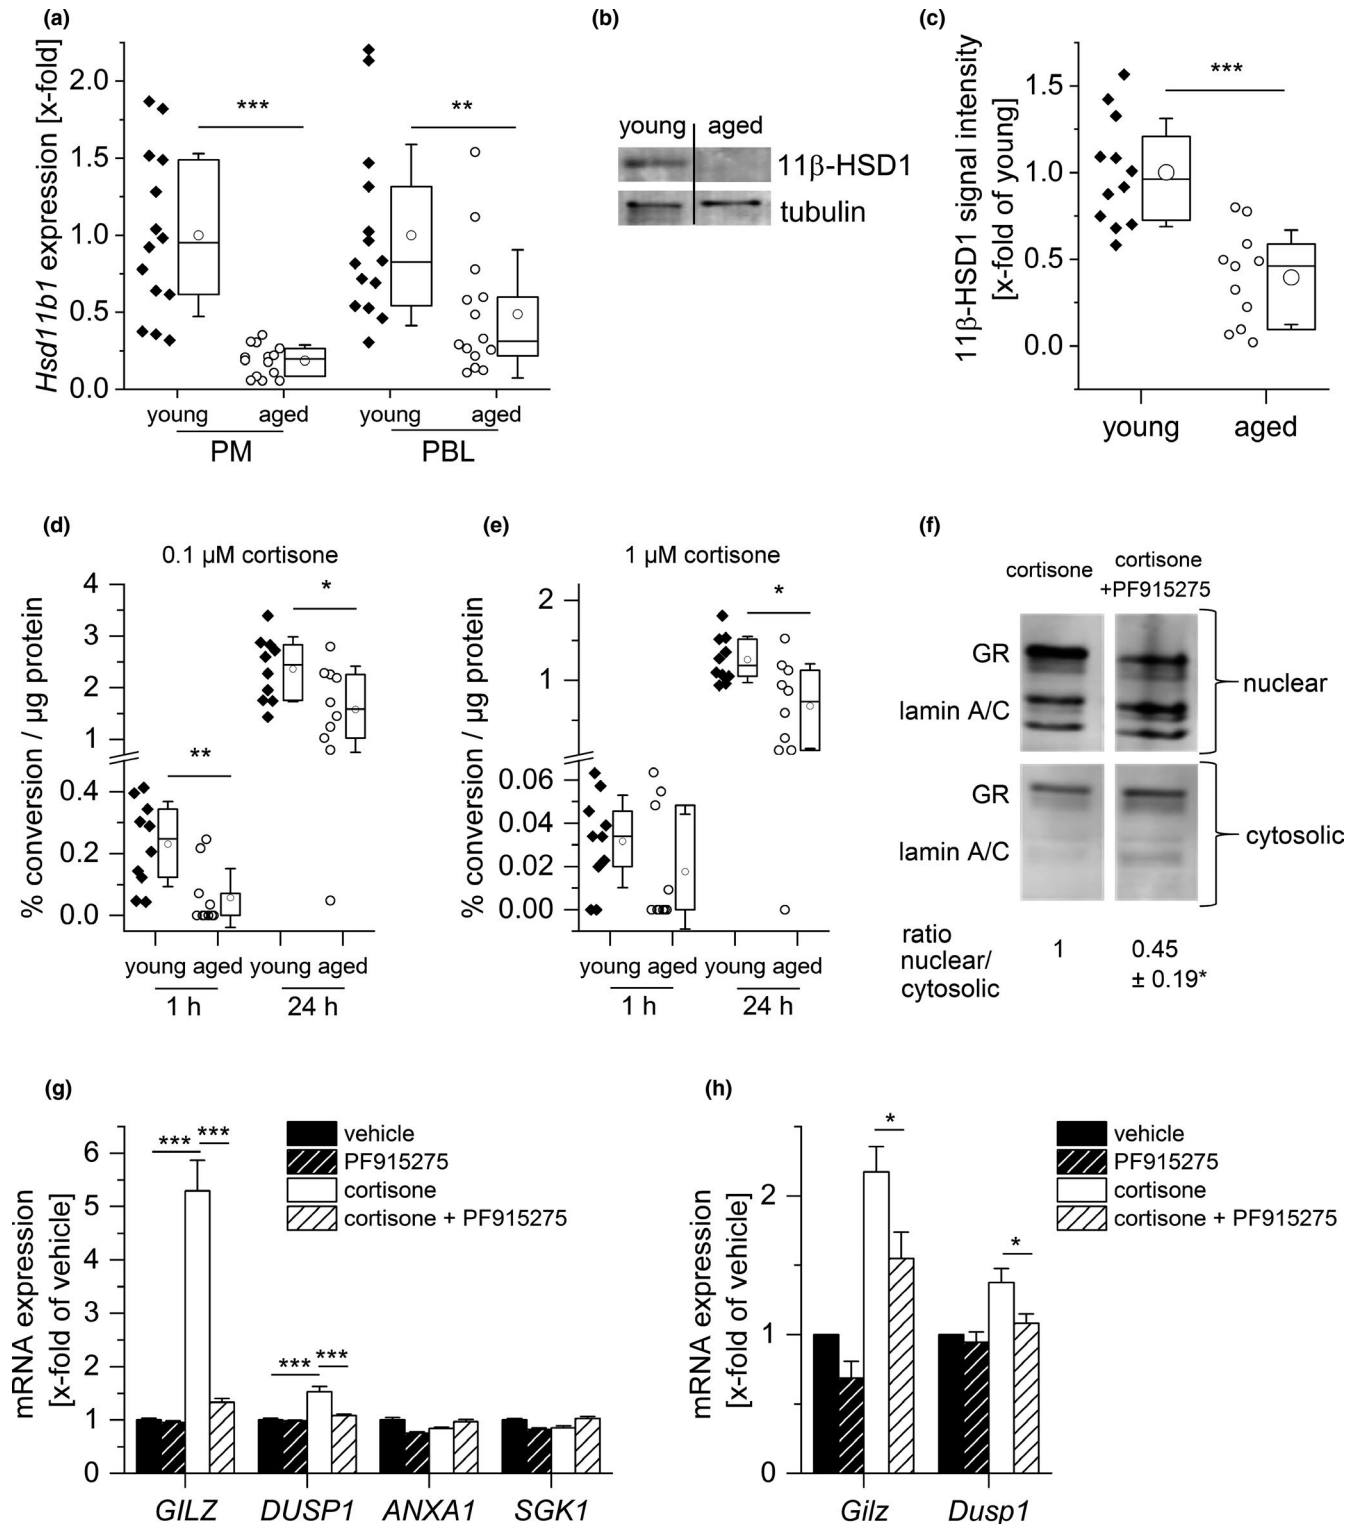 (a)
Hsd11b1 expression [x-fold]
2.0
1.5
1.0
0.5
0.0
***
**
young aged young aged
PM PBL
(b)
young aged
11β-HSD1
tubulin
(c)
11β-HSD1 signal intensity
[x-fold of young]
1.5
1.0
0.5
0.0
***
young aged
(d)
0.1 µM cortisone
% conversion / µg protein
4
3
2
1
0.4
0.2
0.0
**
*
young aged young aged
1 h 24 h
(e)
1 µM cortisone
% conversion / µg protein
2
1
0.06
0.04
0.02
0.00
*
young aged young aged
1 h 24 h
(f)
cortisone
cortisone
+PF915275
GR
lamin A/C
nuclear
GR
lamin A/C
cytosolic
ratio
nuclear/
cytosolic
1
0.45
± 0.19*
(g)
mRNA expression
[x-fold of vehicle]
6
5
4
3
2
1
0
*** ***
*** ***
vehicle
PF915275
cortisone
cortisone + PF915275
GILZ DUSP1 ANXA1 SGK1
(h)
mRNA expression
[x-fold of vehicle]
2
1
0
*
*
vehicle
PF915275
cortisone
cortisone + PF915275
Gilz Dusp1